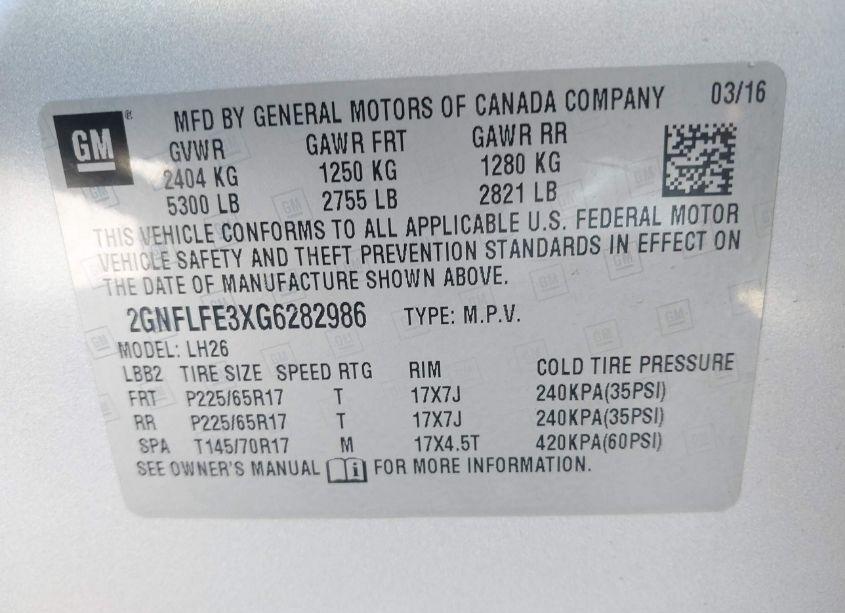 GM® MFD BY GENERAL MOTORS OF CANADA COMPANY 03/16
GVWR GAWR FRT GAWR RR
2404 KG 1250 KG 1280 KG
5300 LB 2755 LB 2821 LB
THIS VEHICLE CONFORMS TO ALL APPLICABLE U.S. FEDERAL MOTOR
VEHICLE SAFETY AND THEFT PREVENTION STANDARDS IN EFFECT ON
THE DATE OF MANUFACTURE SHOWN ABOVE.
2GNFLFE3XG6282986 TYPE: M.P.V.
MODEL: LH26
LBB2 TIRE SIZE SPEED RTG RIM COLD TIRE PRESSURE
FRT P225/65R17 T 17X7J 240KPA(35PSI)
RR P225/65R17 T 17X7J 240KPA(35PSI)
SPA T145/70R17 M 17X4.5T 420KPA(60PSI)
SEE OWNER'S MANUAL i FOR MORE INFORMATION.